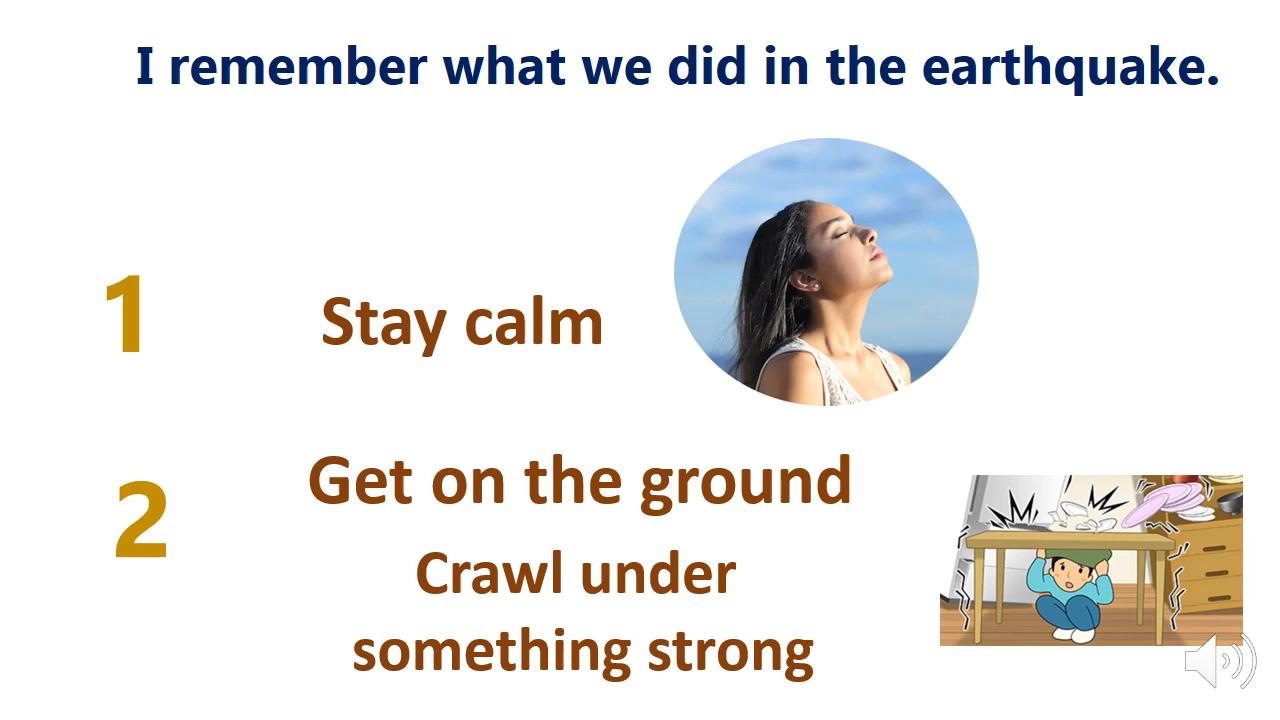 I remember what we did in the earthquake.
1
Stay calm
2
Get on the ground
Crawl under
something strong